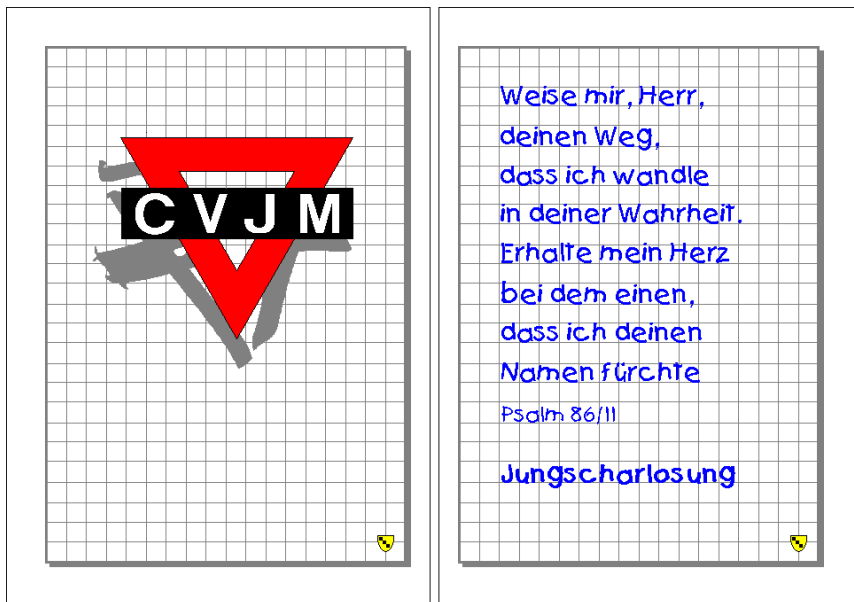 CVJM
Weise mir, Herr,
deinen Weg,
dass ich wandle
in deiner Wahrheit.
Erhalte mein Herz
bei dem einen,
dass ich deinen
Namen fürchte
Psalm 86/11
Jungscharlosung